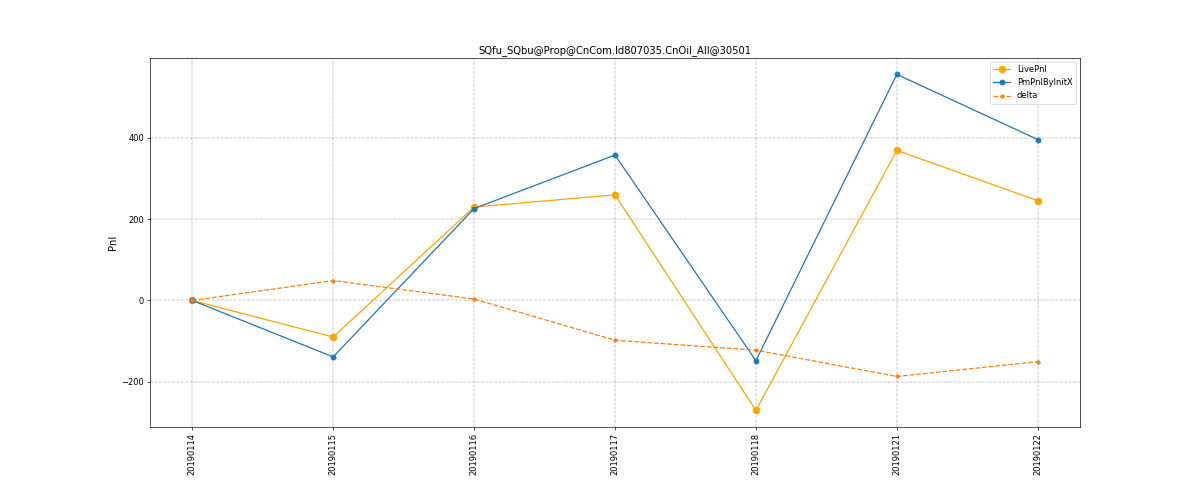 SQfu_SQbu@Prop@CnCom.Id807035.CnOil_All@30501
LivePnl
PmPnlByInitX
delta
Pnl
400
200
0
−200
20190114
20190115
20190116
20190117
20190118
20190121
20190122